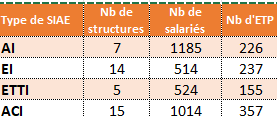 Type de SIAE Nb de structures Nb de salariés Nb d'ETP
AI 7 1185 226
EI 14 514 237
ETTI 5 524 155
ACI 15 1014 357